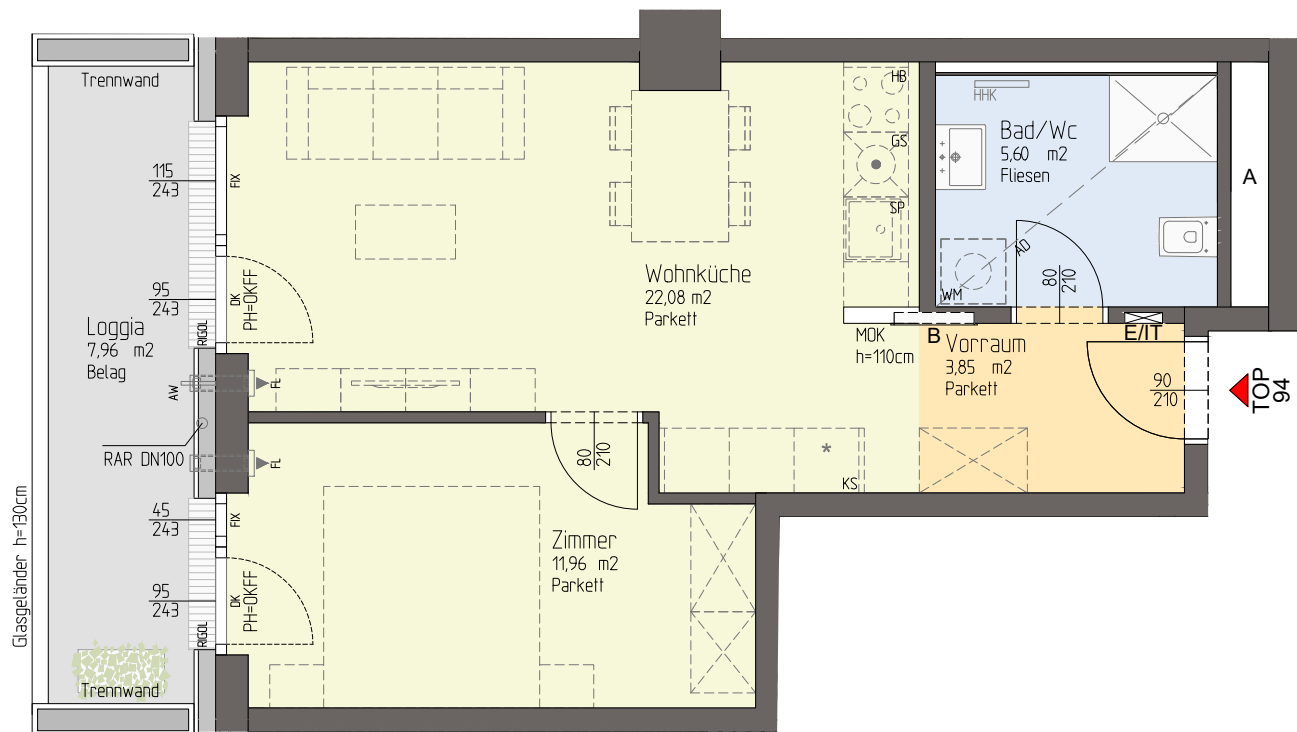 Trennwand
115
243
FIX
95
243
DK
PH=OKFF
RIGOL
Loggia
7,96 m2
Belag
AW
FL
RAR DN100
FL
45
243
FIX
95
243
DK
PH=OKFF
RIGOL
Glasgeländer h=130cm
Trennwand
Wohnküche
22,08 m2
Parkett
HB
GS
SP
MOK
h=110cm
80
210
*
KS
Zimmer
11,96 m2
Parkett
HHK
Bad/Wc
5,60 m2
Fliesen
AD
WM
80
210
A
B
E/IT
Vorraum
3,85 m2
Parkett
90
210
TOP
94